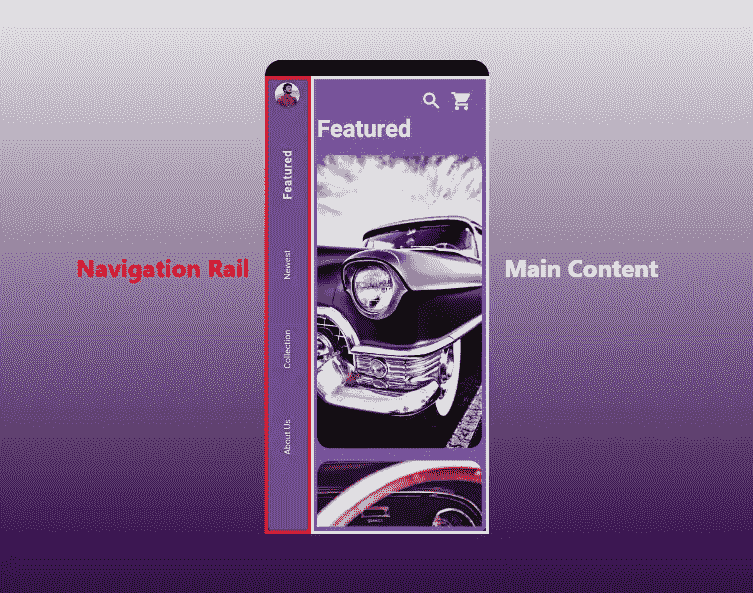 Featured
Featured
Newest
Navigation Rail
Main Content
Collection
About Us